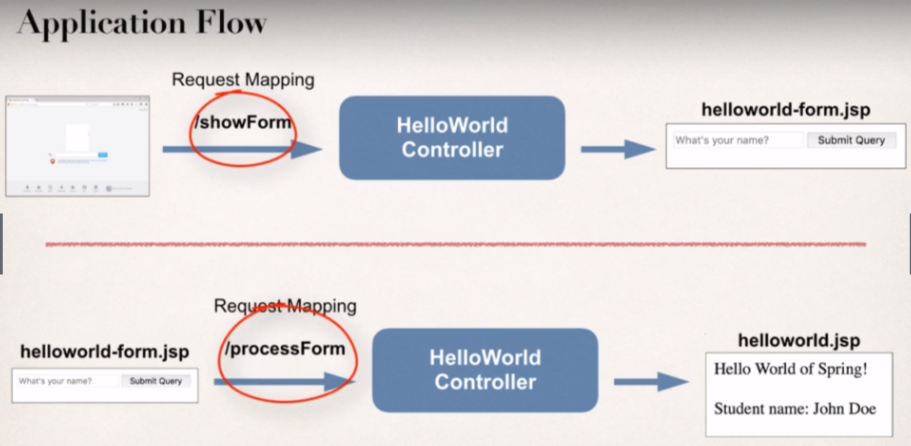 Application Flow
Request Mapping
/showForm
HelloWorld
Controller
helloworld-form.jsp
What's your name? Submit Query
Request Mapping
/processForm
helloworld-form.jsp
What's your name? Submit Query
HelloWorld
Controller
helloworld.jsp
Hello World of Spring!
Student name: John Doe